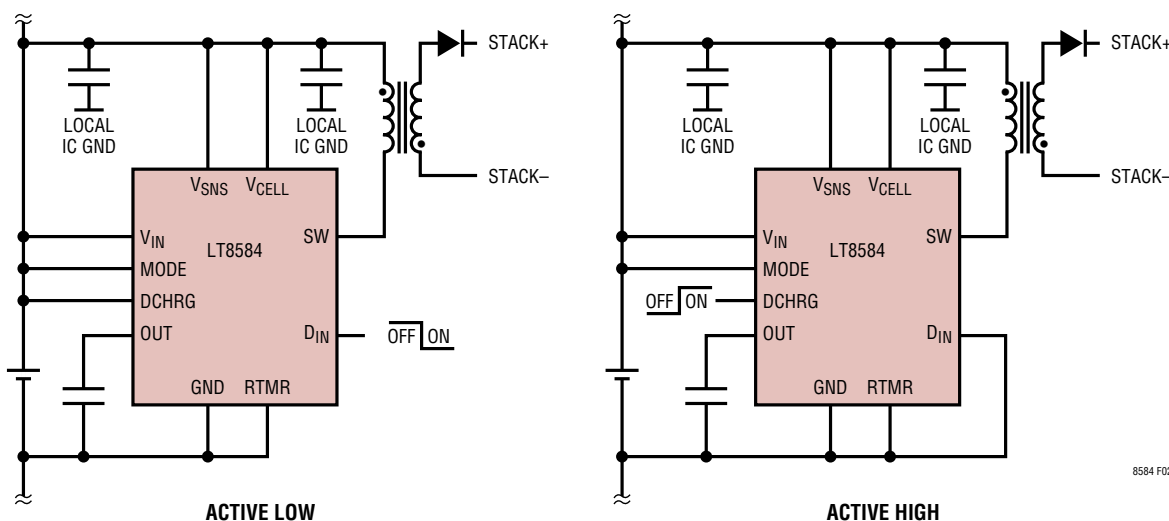 STACK+
LOCAL
IC GND
LOCAL
IC GND
STACK–
VSNS VCELL
VIN
SW
LT8584
MODE
DCHRG
OUT
DIN
OFF ON
GND RTMR
ACTIVE LOW
STACK+
LOCAL
IC GND
LOCAL
IC GND
STACK–
VSNS VCELL
VIN
SW
LT8584
MODE
OFF ON
DCHRG
OUT
DIN
GND RTMR
8584 F02
ACTIVE HIGH